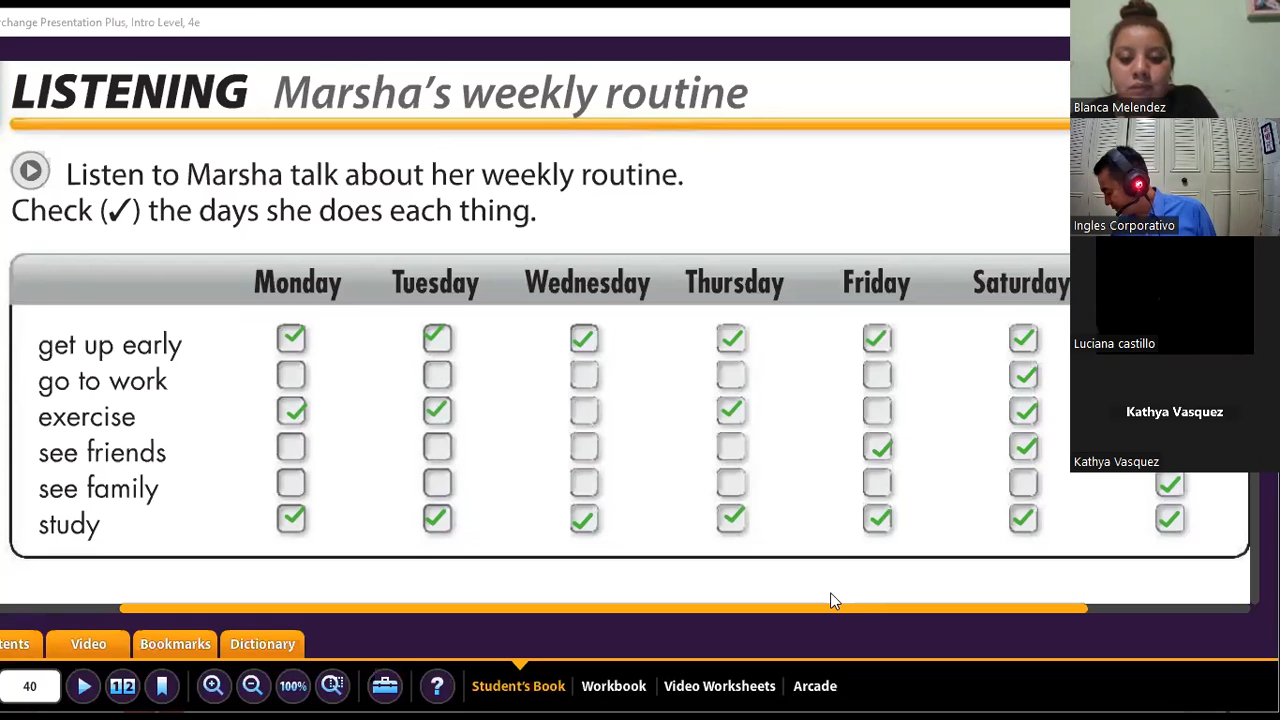 rchange Presentation Plus, Intro Level, 4e
LISTENING Marsha's weekly routine
Listen to Marsha talk about her weekly routine.
Check (✓) the days she does each thing.
Monday Tuesday Wednesday Thursday Friday Saturday
get up early
go to work
exercise
see friends
see family
study
Blanca Melendez
Ingles Corporativo
Luciana castillo
Kathya Vasquez
Kathya Vasquez
tents Video Bookmarks Dictionary
40 12 100% ? Student's Book Workbook Video Worksheets Arcade